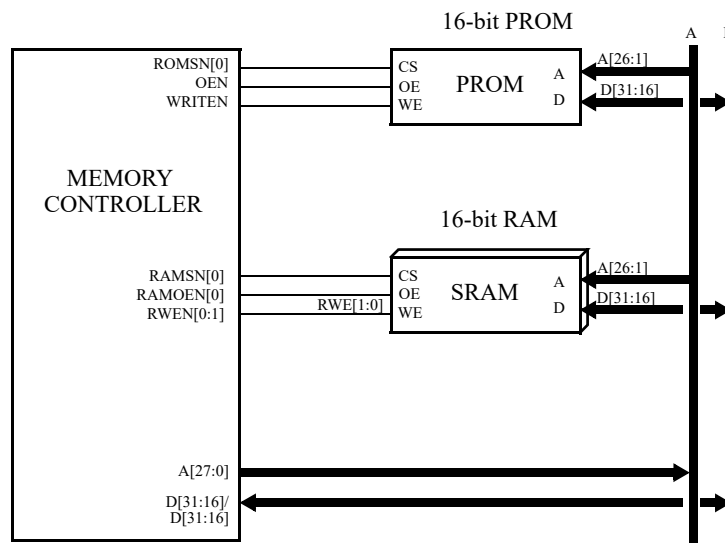 16-bit PROM
A
ROMSN[0]
OEN
WRITEN
CS
OE
WE
PROM
A
D
A[26:1]
D[31:16]
MEMORY
CONTROLLER
16-bit RAM
RAMSN[0]
RAMOEN[0]
RWEN[0:1]
RWE[1:0]
CS
OE
WE
SRAM
A
D
A[26:1]
D[31:16]
A[27:0]
D[31:16]/
D[31:16]